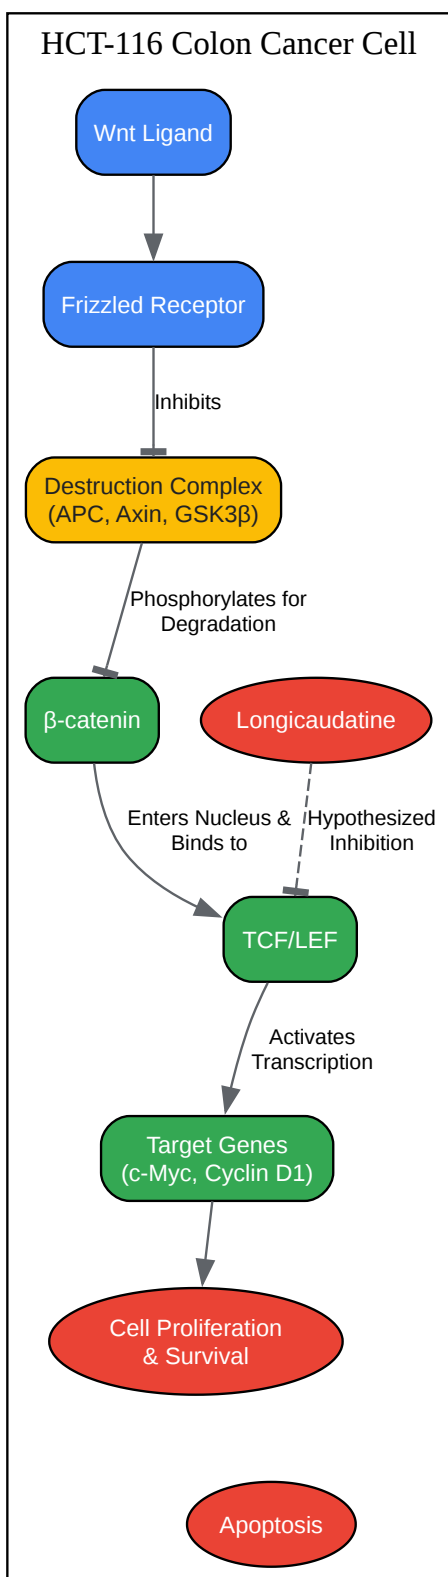 HCT-116 Colon Cancer Cell
Wnt Ligand
Frizzled Receptor
Inhibits
Destruction Complex
(APC, Axin, GSK3β)
Phosphorylates for
Degradation
β-catenin
Longicaudatine
Enters Nucleus &
Binds to
Hypothesized
Inhibition
TCF/LEF
Activates
Transcription
Target Genes
(c-Myc, Cyclin D1)
Cell Proliferation
& Survival
Apoptosis